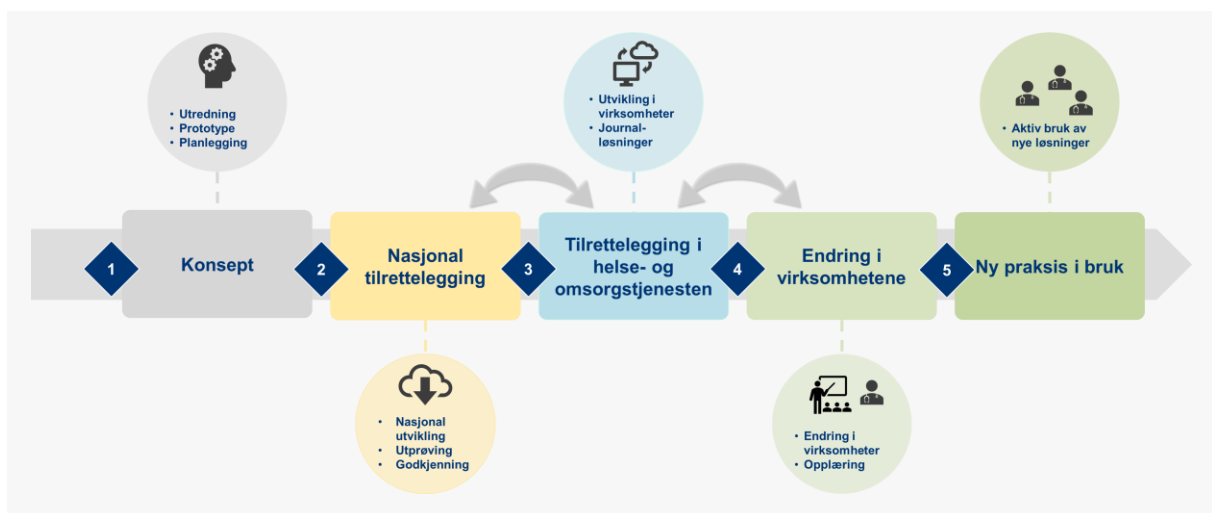 • Utredning
• Prototype
• Planlegging
• Utvikling i
virksomheter
• Journal-
løsninger
• Aktiv bruk av
nye løsninger
1
Konsept
2
Nasjonal
tilrettelegging
3
Tilrettelegging i
helse- og
omsorgstjenesten
4
Endring i
virksomhetene
5
Ny praksis i bruk
• Nasjonal
utvikling
• Utprøving
• Godkjenning
• Endring i
virksomheter
• Opplæring